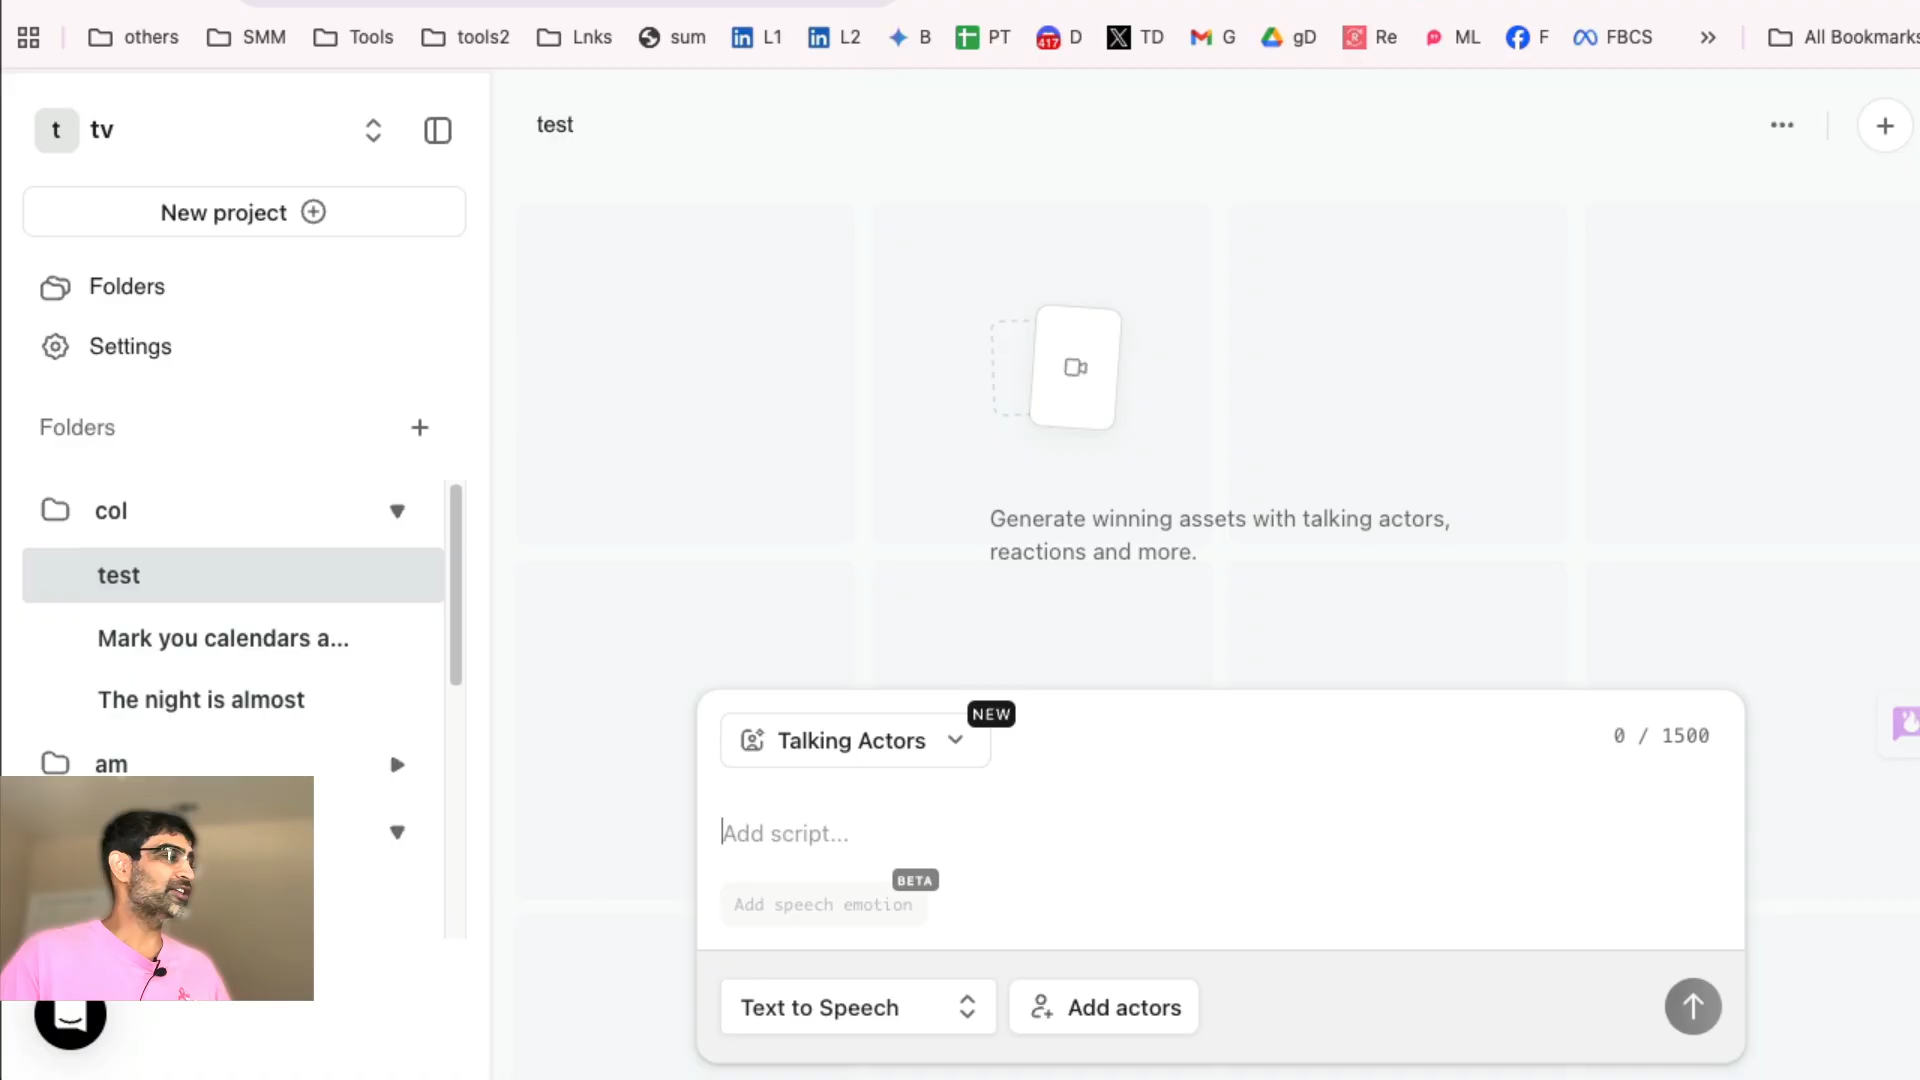 others SMM Tools tools2 Lnks sum L1 L2 B PT 417 D TD G gD Re ML F FBCS All Bookmarks
t tv
test
New project
Folders
Settings
Folders
col
test
Mark you calendars a...
The night is almost
am
Generate winning assets with talking actors,
reactions and more.
NEW
Talking Actors
0 / 1500
Add script...
BETA
Add speech emotion
Text to Speech
Add actors